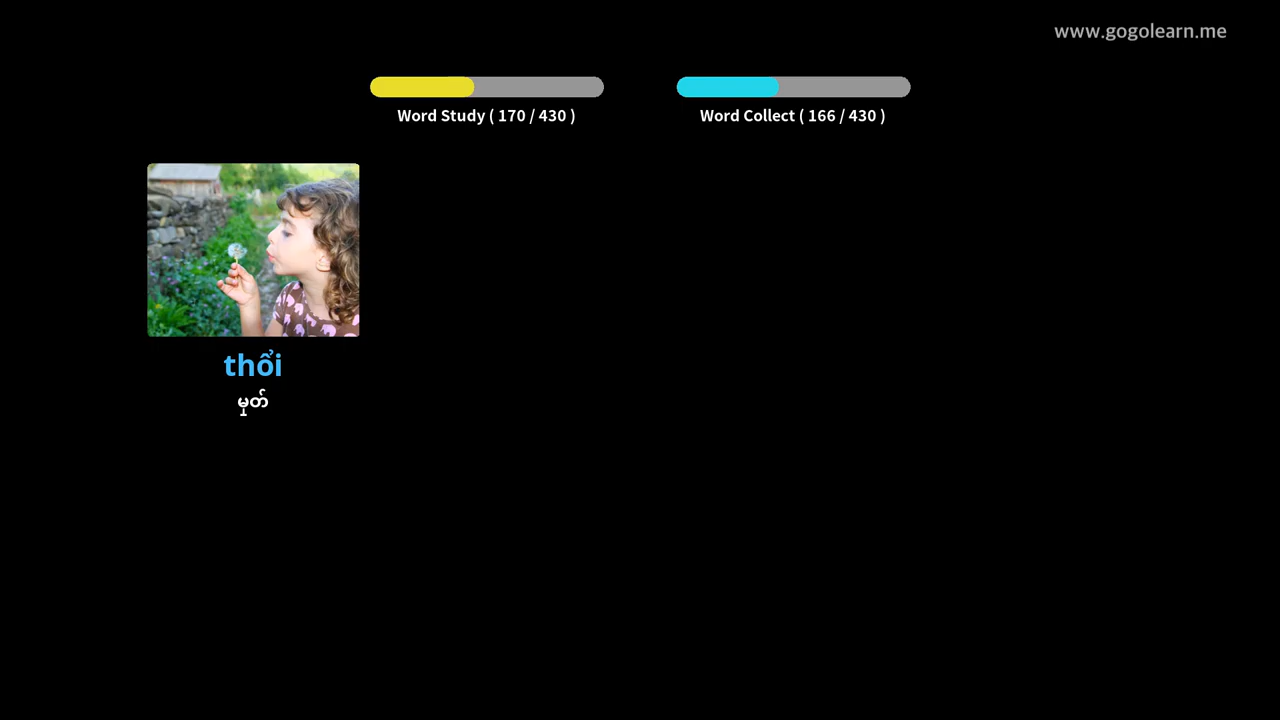 www.gogolearn.me
Word Study ( 170 / 430 )
Word Collect ( 166 / 430 )
thổi
မှုတ်